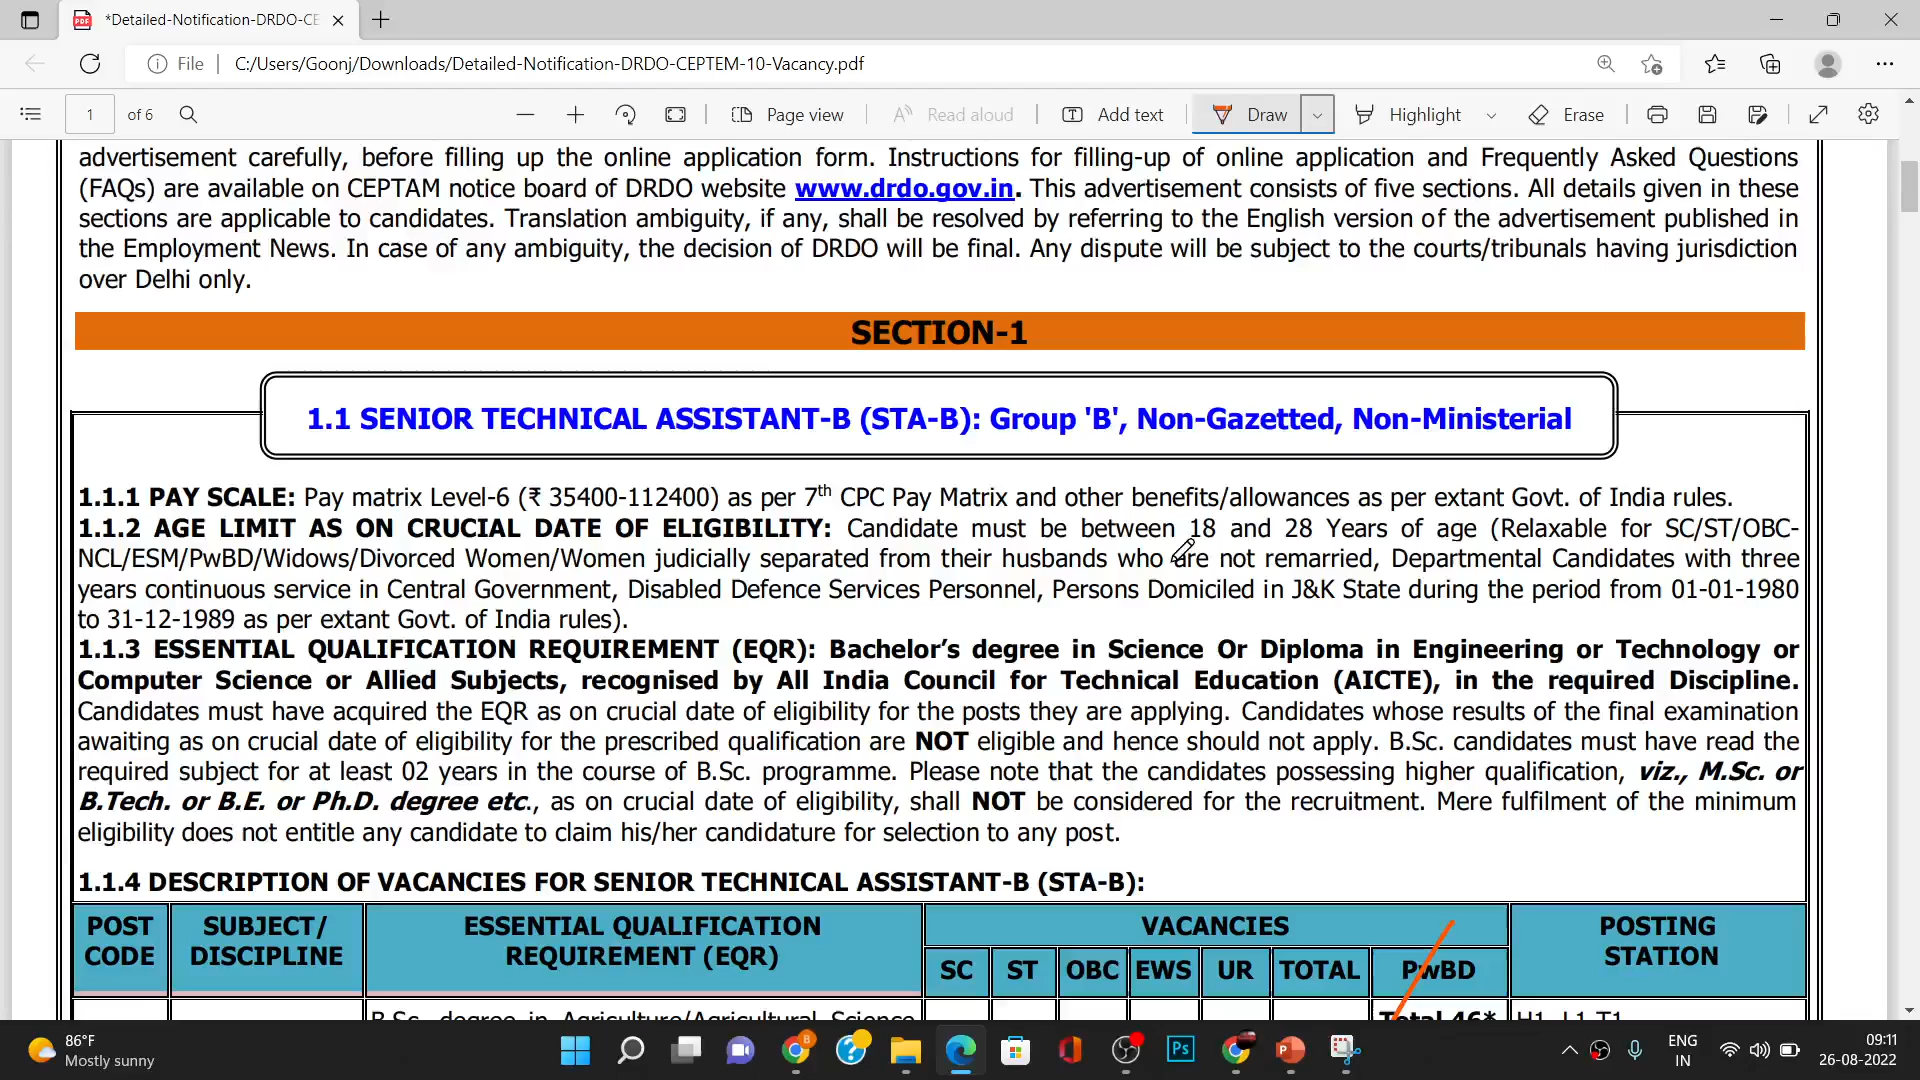 *Detailed-Notification-DRDO-CE
File
C:/Users/Goonj/Downloads/Detailed-Notification-DRDO-CEPTEM-10-Vacancy.pdf
1 of 6
Page view
Read aloud
Add text
Draw
Highlight
Erase
advertisement carefully, before filling up the online application form. Instructions for filling-up of online application and Frequently Asked Questions
(FAQs) are available on CEPTAM notice board of DRDO website www.drdo.gov.in. This advertisement consists of five sections. All details given in these
sections are applicable to candidates. Translation ambiguity, if any, shall be resolved by referring to the English version of the advertisement published in
the Employment News. In case of any ambiguity, the decision of DRDO will be final. Any dispute will be subject to the courts/tribunals having jurisdiction
over Delhi only.
SECTION-1
1.1 SENIOR TECHNICAL ASSISTANT-B (STA-B): Group 'B', Non-Gazetted, Non-Ministerial
1.1.1 PAY SCALE: Pay matrix Level-6 (₹ 35400-112400) as per 7th CPC Pay Matrix and other benefits/allowances as per extant Govt. of India rules.
1.1.2 AGE LIMIT AS ON CRUCIAL DATE OF ELIGIBILITY: Candidate must be between 18 and 28 Years of age (Relaxable for SC/ST/OBC-
NCL/ESM/PwBD/Widows/Divorced Women/Women judicially separated from their husbands who are not remarried, Departmental Candidates with three
years continuous service in Central Government, Disabled Defence Services Personnel, Persons Domiciled in J&K State during the period from 01-01-1980
to 31-12-1989 as per extant Govt. of India rules).
1.1.3 ESSENTIAL QUALIFICATION REQUIREMENT (EQR): Bachelor's degree in Science Or Diploma in Engineering or Technology or
Computer Science or Allied Subjects, recognised by All India Council for Technical Education (AICTE), in the required Discipline.
Candidates must have acquired the EQR as on crucial date of eligibility for the posts they are applying. Candidates whose results of the final examination
awaiting as on crucial date of eligibility for the prescribed qualification are NOT eligible and hence should not apply. B.Sc. candidates must have read the
required subject for at least 02 years in the course of B.Sc. programme. Please note that the candidates possessing higher qualification, viz., M.Sc. or
B.Tech. or B.E. or Ph.D. degree etc., as on crucial date of eligibility, shall NOT be considered for the recruitment. Mere fulfilment of the minimum
eligibility does not entitle any candidate to claim his/her candidature for selection to any post.
1.1.4 DESCRIPTION OF VACANCIES FOR SENIOR TECHNICAL ASSISTANT-B (STA-B):
POST CODE
SUBJECT/ DISCIPLINE
ESSENTIAL QUALIFICATION REQUIREMENT (EQR)
VACANCIES
POSTING STATION
SC ST OBC EWS UR TOTAL PwBD
B.Sc. degree in Agriculture/Agricultural Science
Total 46*
H1, J1, T1
86°F
Mostly sunny
ENG
IN
09:11
26-08-2022